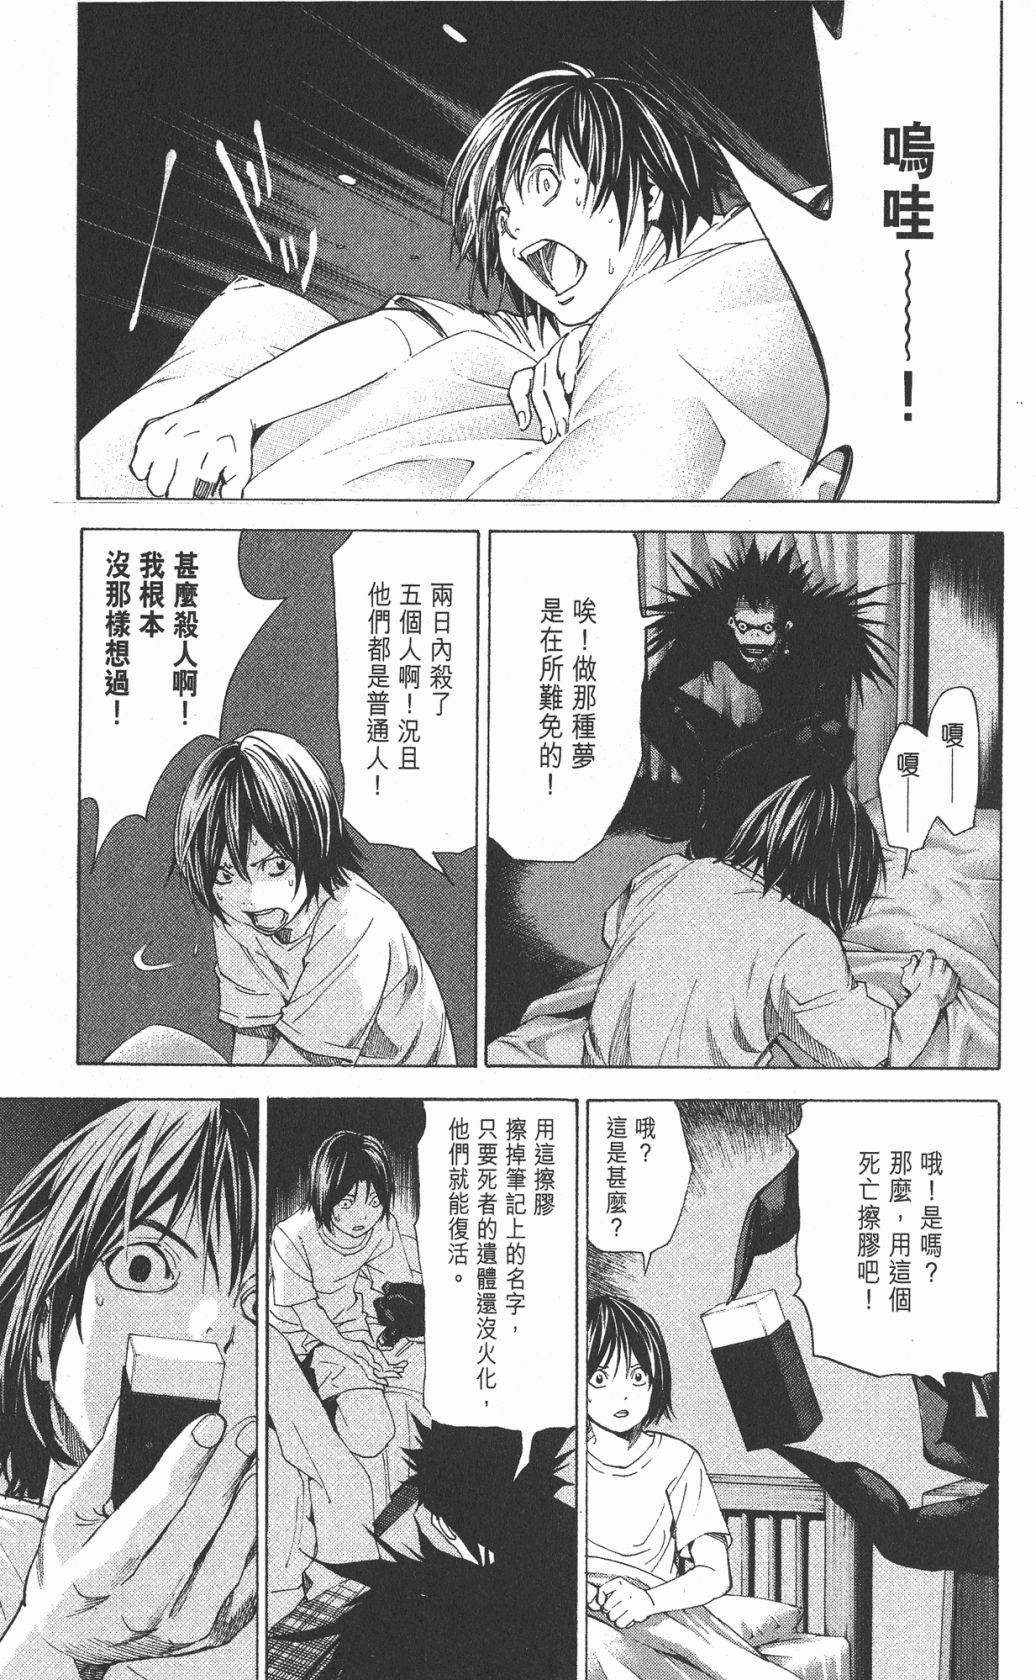 嗚哇~~~~!
嘎——
嘎——
唉！做那種夢
是在所難免的！
兩日內殺了
五個人啊！況且
他們都是普通人！
甚麼殺人啊！
我根本
沒那樣想過！
哦！是嗎？
那麼，用這個
死亡擦膠吧！
哦？
這是甚麼？
用這擦膠
擦掉筆記上的名字，
只要死者的遺體還沒火化，
他們就能復活。